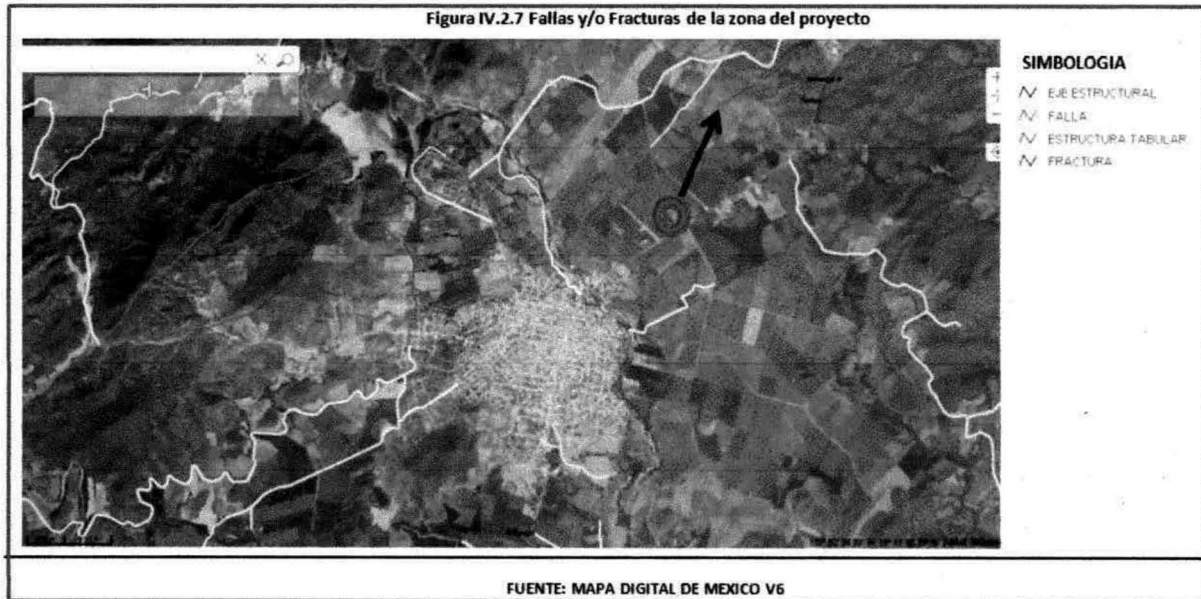 Figura IV.2.7 Fallas y/o Fracturas de la zona del proyecto
SIMBOLOGIA
EJE ESTRUCTURAL
FALLA
ESTRUCTURA TABULAR
FRACTURA
FUENTE: MAPA DIGITAL DE MEXICO V6